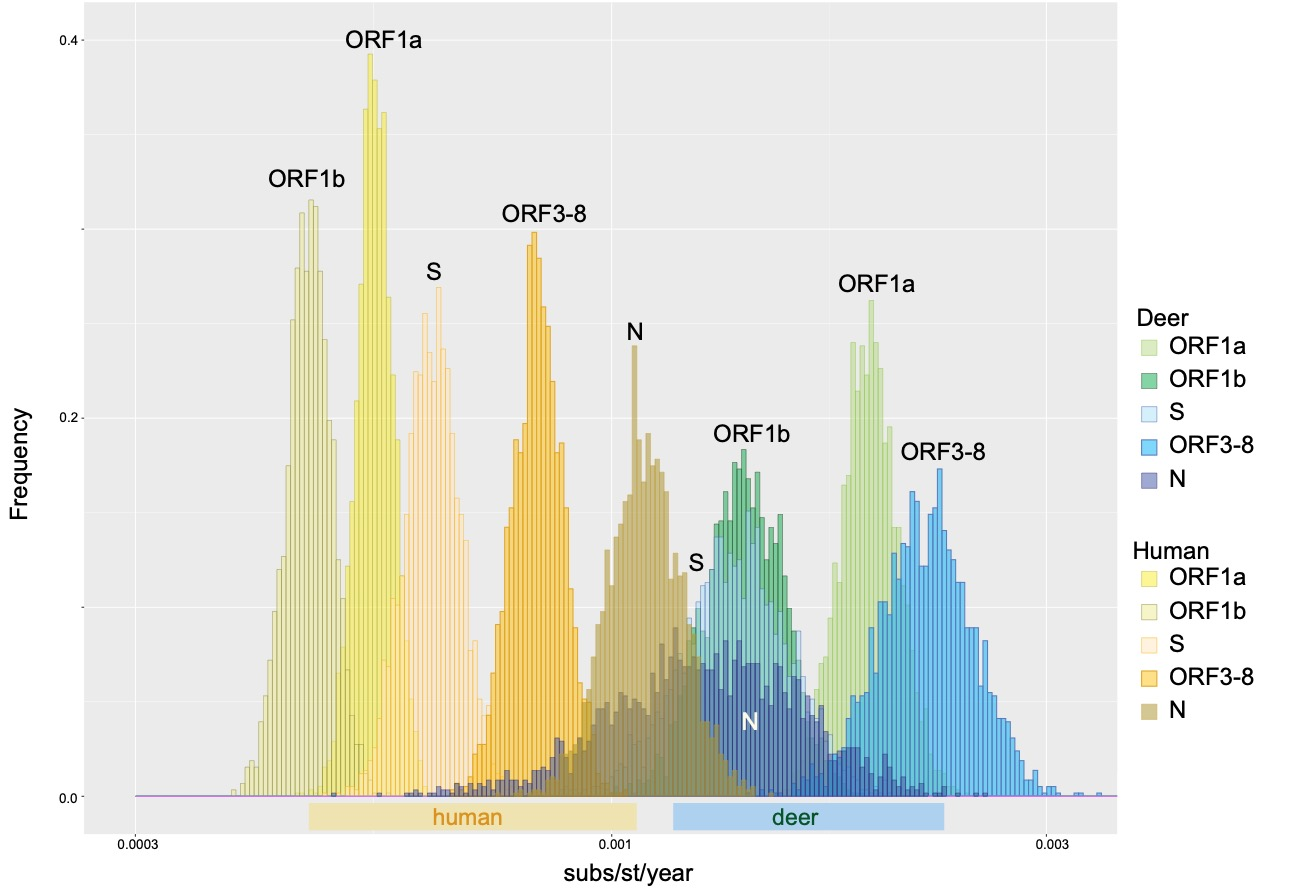 0.4
ORF1a
ORF1b
ORF3-8
S
ORF1a
N
0.2
ORF1b
ORF3-8
S
N
0.0
human
deer
0.0003
0.001
0.003
subs/st/year
Frequency
Deer
ORF1a
ORF1b
S
ORF3-8
N
Human
ORF1a
ORF1b
S
ORF3-8
N